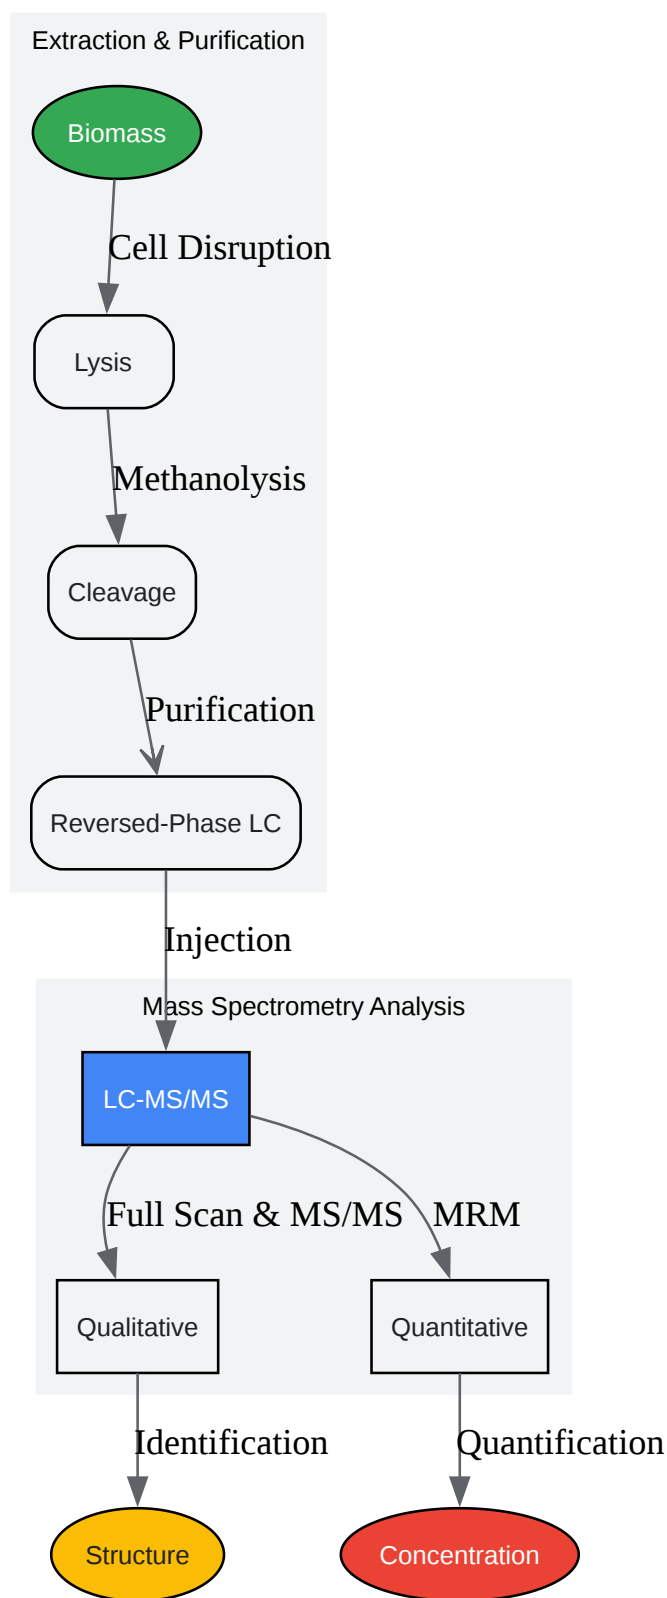 Extraction & Purification
Biomass
Cell Disruption
Lysis
Methanolysis
Cleavage
Purification
Reversed-Phase LC
Injection
Mass Spectrometry Analysis
LC-MS/MS
Full Scan & MS/MS
MRM
Qualitative
Quantitative
Identification
Quantification
Structure
Concentration